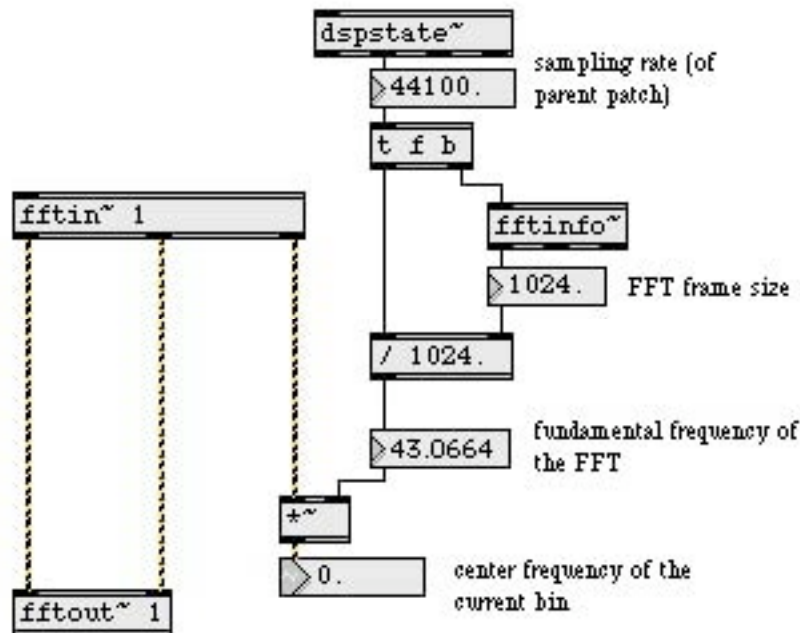 dspstate~
sampling rate (of
parent patch)
44100.
t f b
fftin~ 1
fftinfo~
1024.
FFT frame size
/ 1024.
fundamental frequency of
the FFT
43.0664
*~
0.
center frequency of the
current bin
fftout~ 1